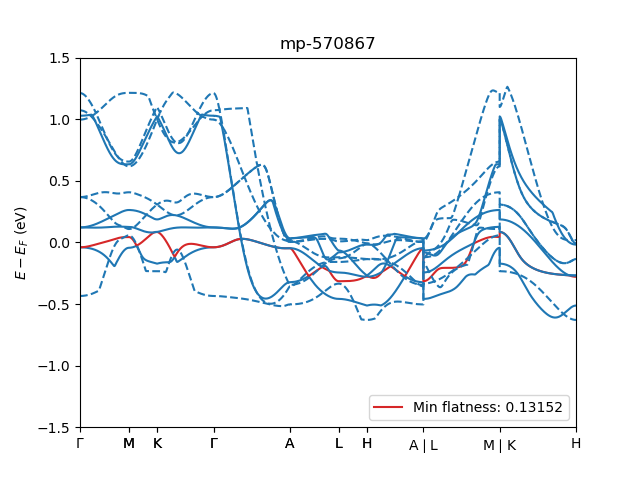 mp-570867
E − E_F (eV)
1.5
1.0
0.5
0.0
−0.5
−1.0
−1.5
Min flatness: 0.13152
Γ M K Γ A L H A | L M | K H